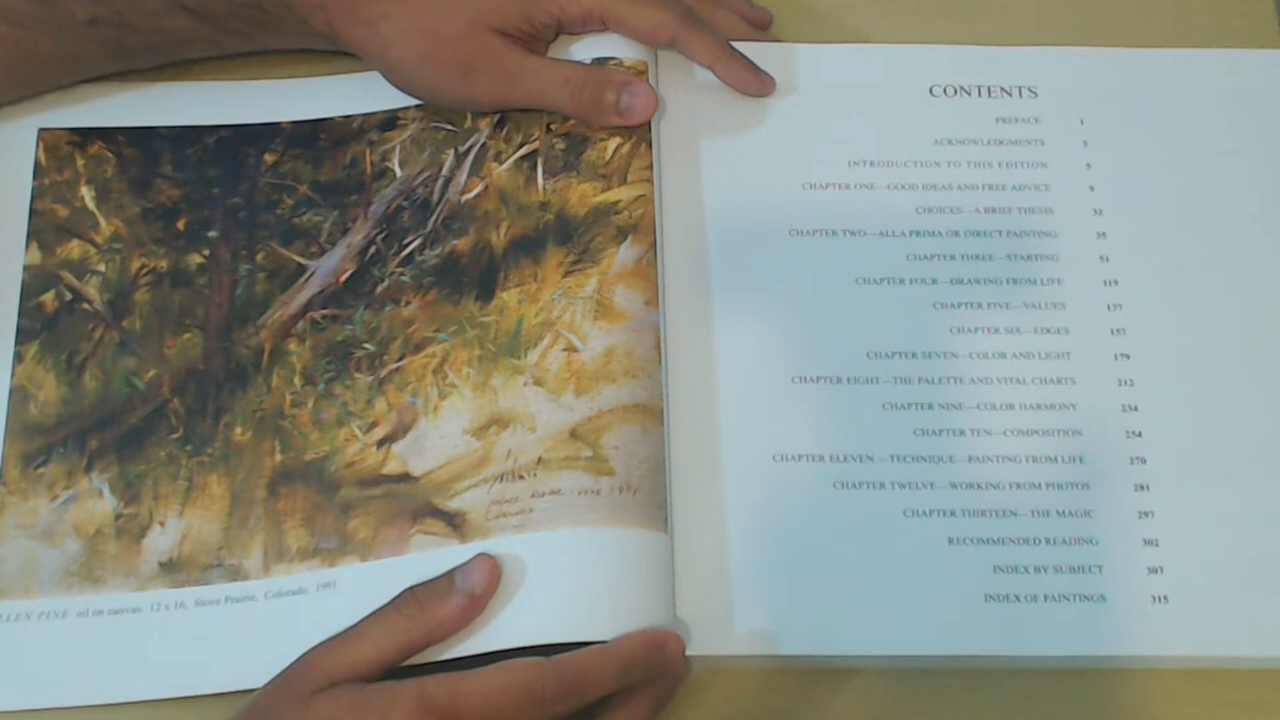 LLEN PINE oil on canvas, 12 x 16, Stove Prairie, Colorado, 1991
CONTENTS
PREFACE 1
ACKNOWLEDGMENTS 3
INTRODUCTION TO THIS EDITION 5
CHAPTER ONE—GOOD IDEAS AND FREE ADVICE 9
CHOICES—A BRIEF THESIS 32
CHAPTER TWO—ALLA PRIMA OR DIRECT PAINTING 35
CHAPTER THREE—STARTING 51
CHAPTER FOUR—DRAWING FROM LIFE 119
CHAPTER FIVE—VALUES 137
CHAPTER SIX—EDGES 157
CHAPTER SEVEN—COLOR AND LIGHT 179
CHAPTER EIGHT—THE PALETTE AND VITAL CHARTS 212
CHAPTER NINE—COLOR HARMONY 234
CHAPTER TEN—COMPOSITION 254
CHAPTER ELEVEN—TECHNIQUE—PAINTING FROM LIFE 270
CHAPTER TWELVE—WORKING FROM PHOTOS 281
CHAPTER THIRTEEN—THE MAGIC 297
RECOMMENDED READING 302
INDEX BY SUBJECT 307
INDEX OF PAINTINGS 315